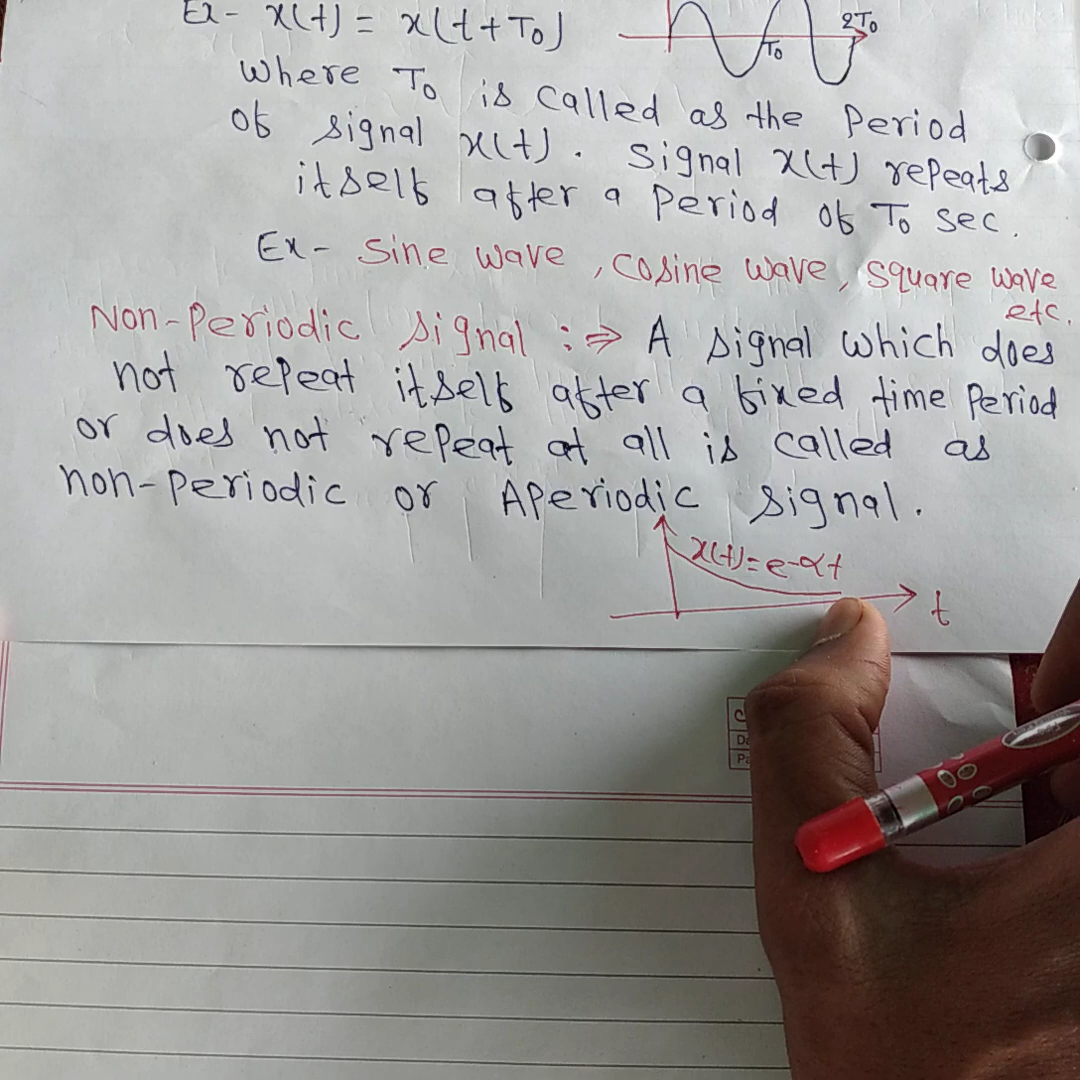 Ex- x(t) = x(t+T₀)
T₀ 2T₀
where T₀ is called as the Period
of signal x(t). Signal x(t) repeats
itself after a Period of T₀ sec.
Ex- Sine wave, Cosine wave, square wave
etc.
Non-Periodic signal :⇒ A signal which does
not repeat itself after a fixed time Period
or does not repeat at all is called as
non-Periodic or APeriodic signal.
x(t)=e-αt
t